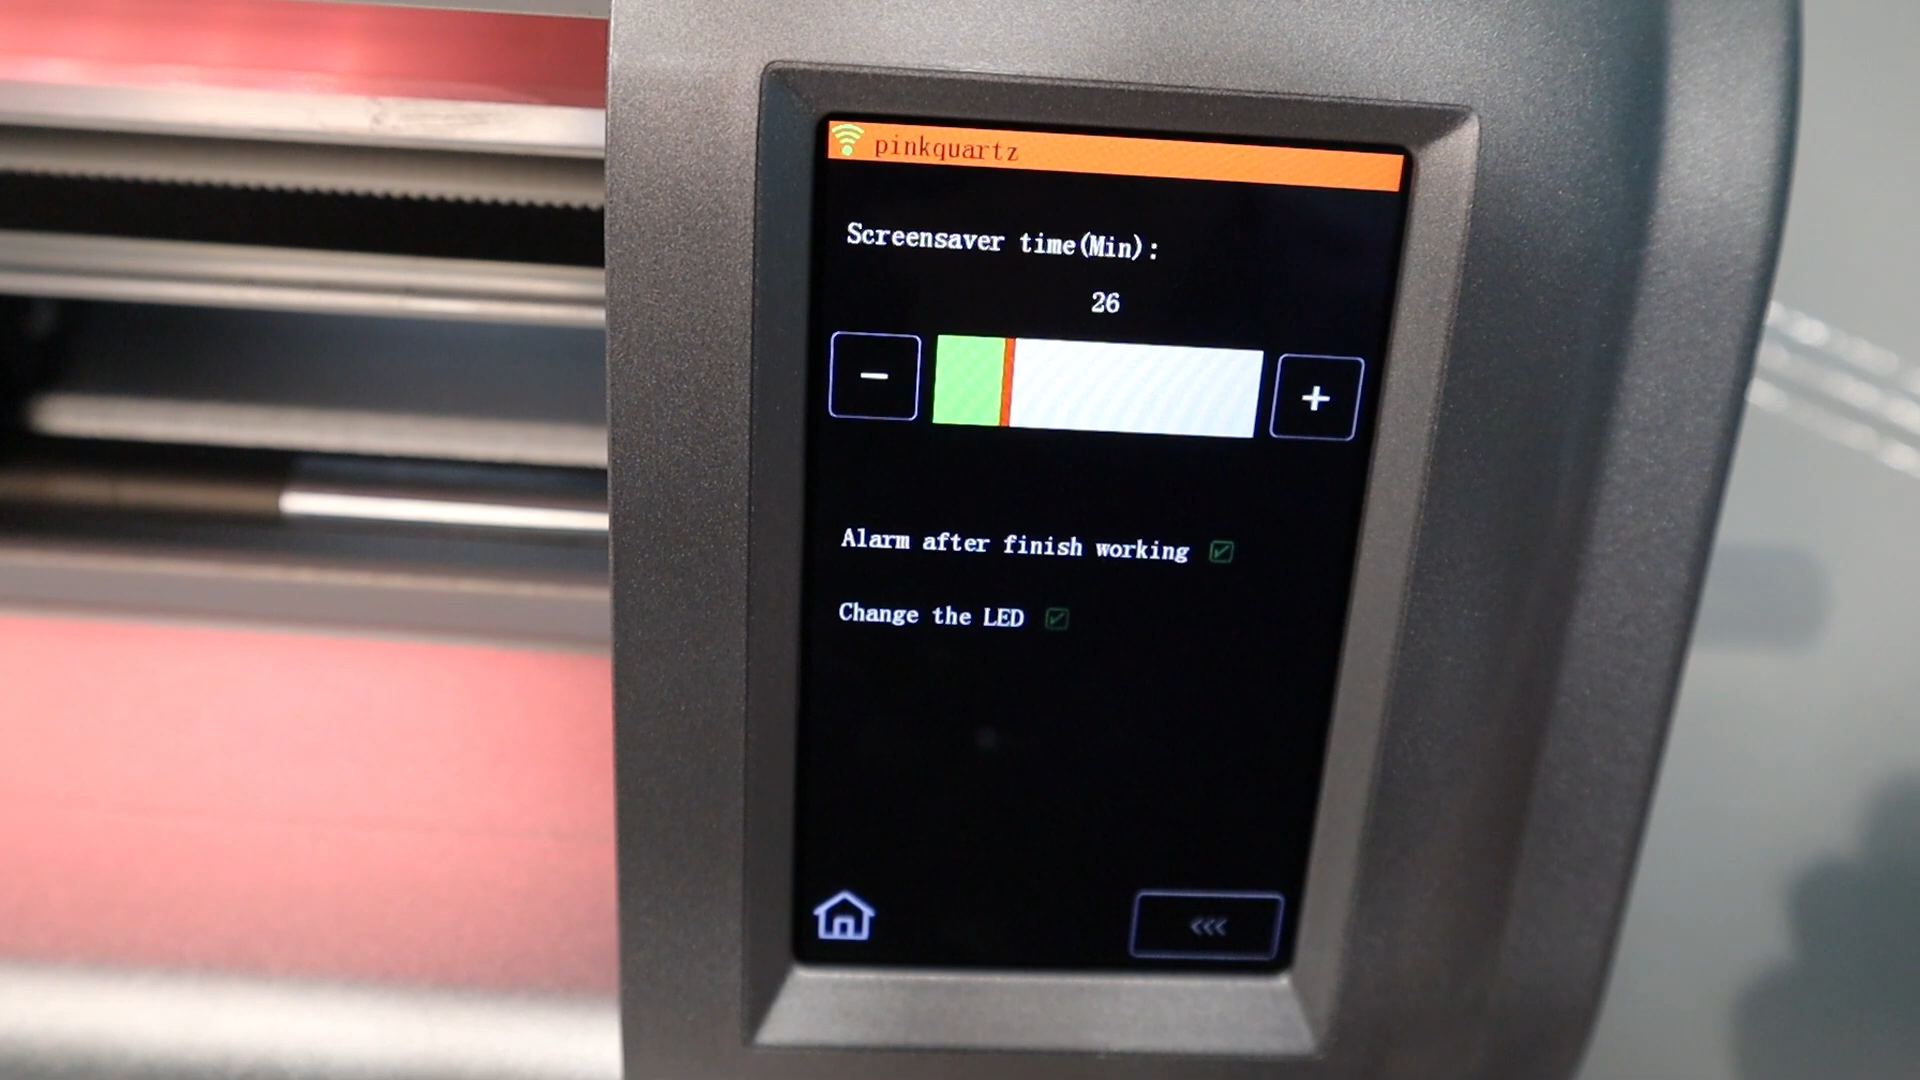 pinkquartz
Screensaver time(Min):
26
Alarm after finish working
Change the LED